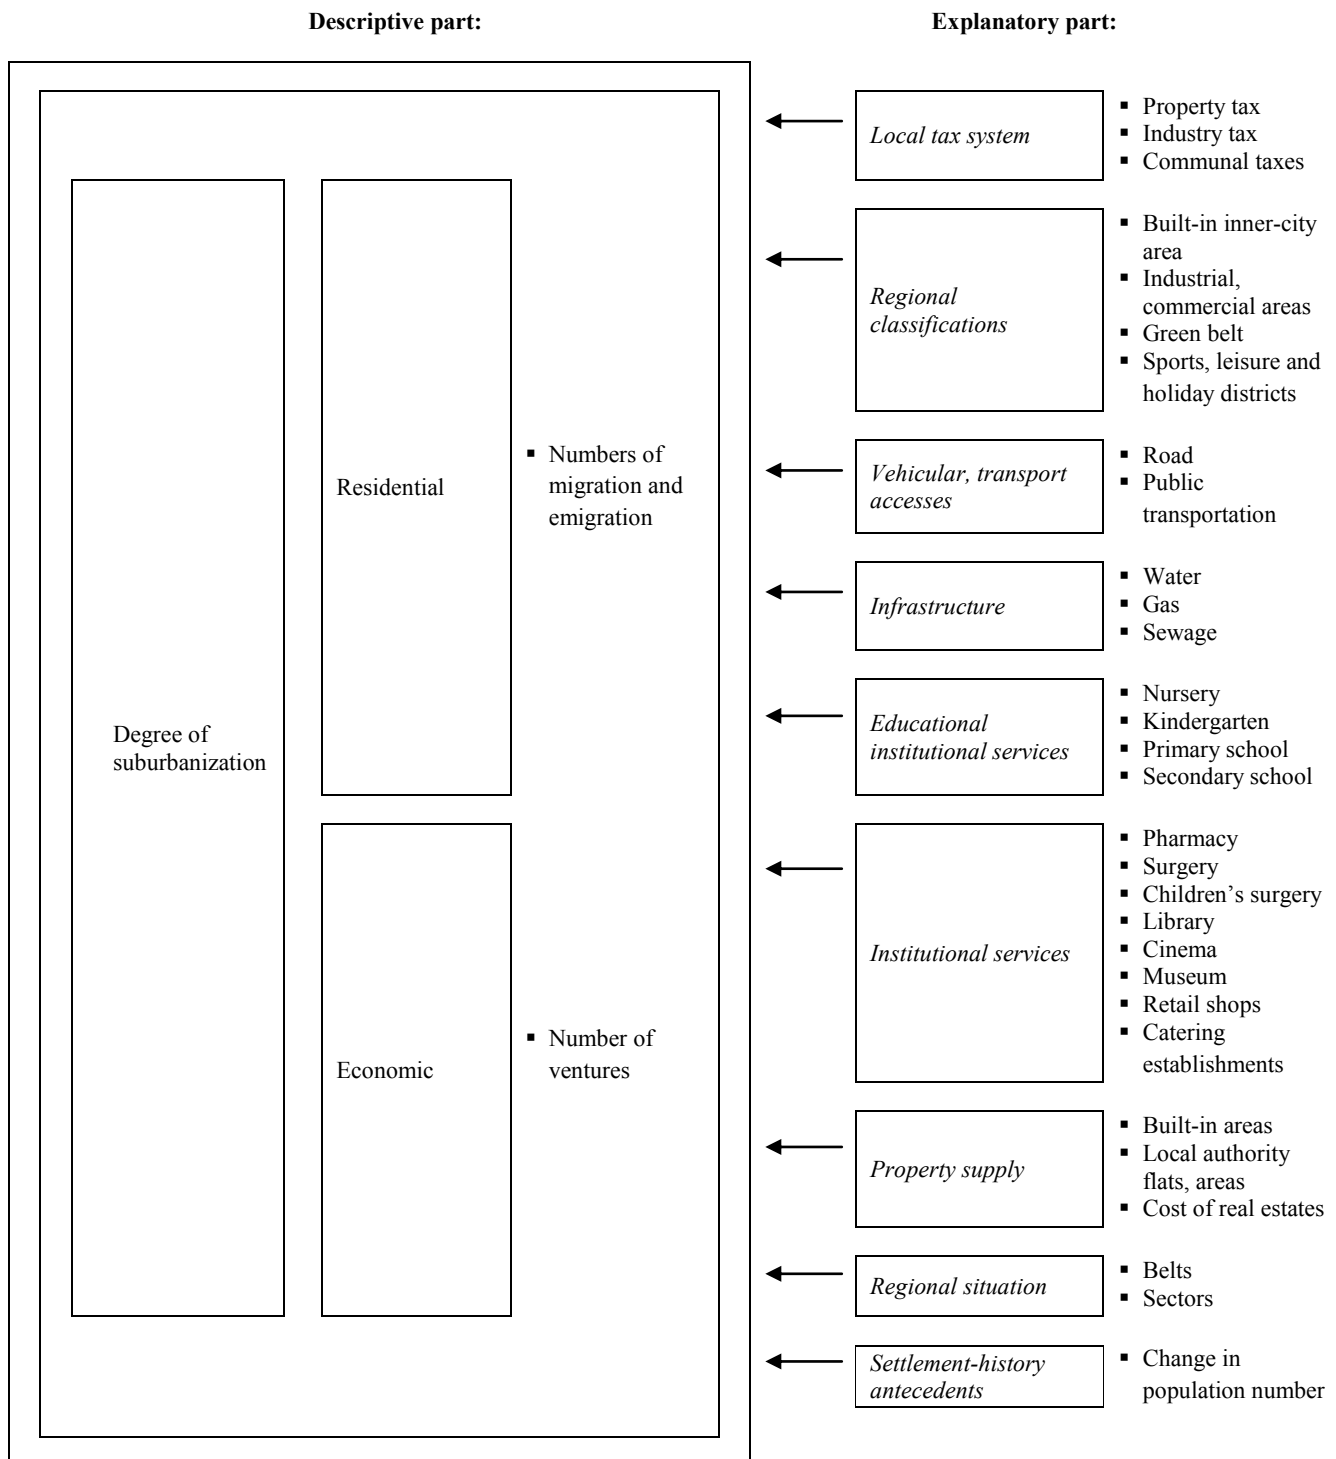 Descriptive part:
Explanatory part:
Degree of
suburbanization
Residential
▪ Numbers of
migration and
emigration
Economic
▪ Number of
ventures
Local tax system
▪ Property tax
▪ Industry tax
▪ Communal taxes
Regional
classifications
▪ Built-in inner-city
area
▪ Industrial,
commercial areas
▪ Green belt
▪ Sports, leisure and
holiday districts
Vehicular, transport
accesses
▪ Road
▪ Public
transportation
Infrastructure
▪ Water
▪ Gas
▪ Sewage
Educational
institutional services
▪ Nursery
▪ Kindergarten
▪ Primary school
▪ Secondary school
Institutional services
▪ Pharmacy
▪ Surgery
▪ Children’s surgery
▪ Library
▪ Cinema
▪ Museum
▪ Retail shops
▪ Catering
establishments
Property supply
▪ Built-in areas
▪ Local authority
flats, areas
▪ Cost of real estates
Regional situation
▪ Belts
▪ Sectors
Settlement-history
antecedents
▪ Change in
population number